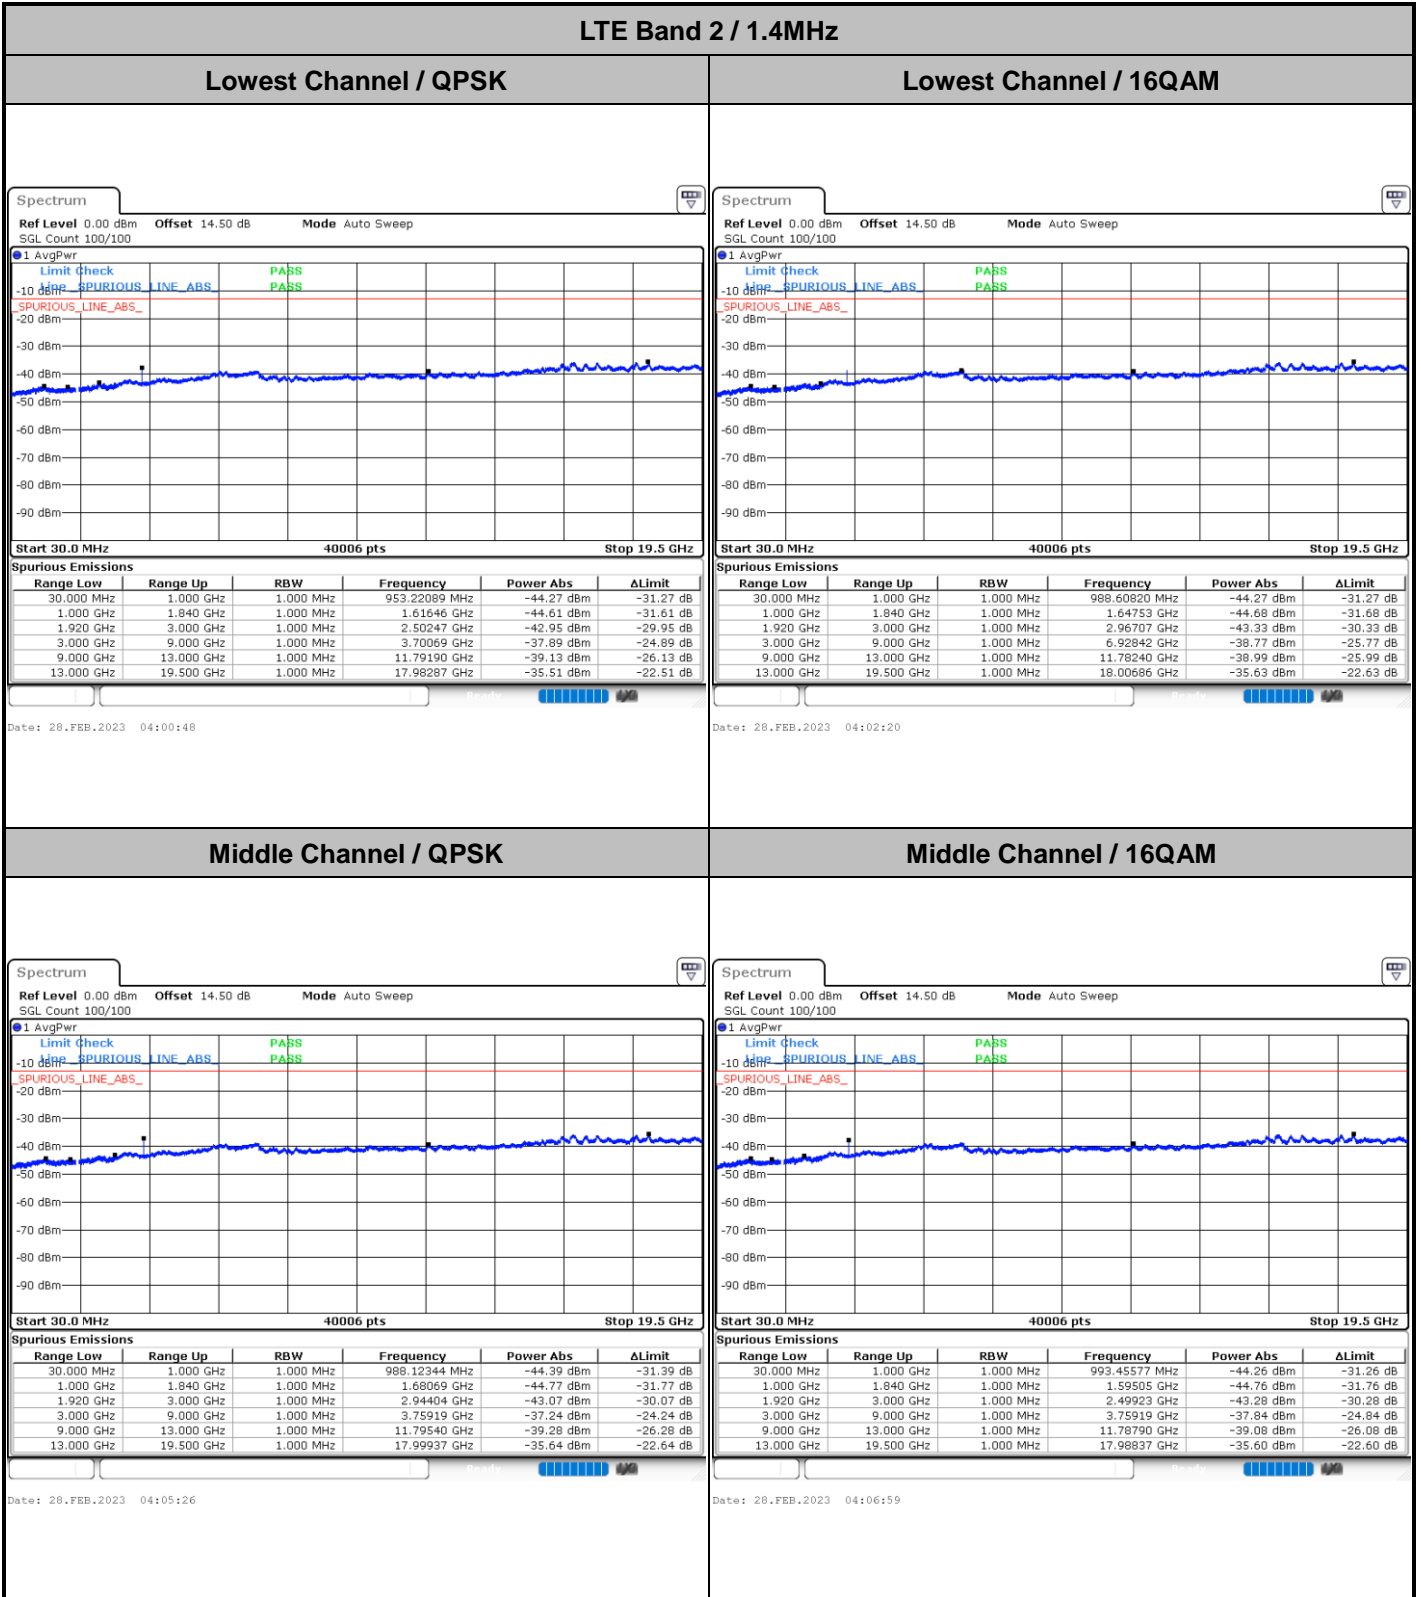 LTE Band 2 / 1.4MHz
Lowest Channel / QPSK
Lowest Channel / 16QAM
Spectrum
Ref Level 0.00 dBm Offset 14.50 dB Mode Auto Sweep
SGL Count 100/100
1 AvgPwr
Limit Check PASS
Line _SPURIOUS_LINE_ABS_ PASS
-10 dBm
_SPURIOUS_LINE_ABS_
-20 dBm
-30 dBm
-40 dBm
-50 dBm
-60 dBm
-70 dBm
-80 dBm
-90 dBm
Start 30.0 MHz 40006 pts Stop 19.5 GHz
Spurious Emissions
Range Low Range Up RBW Frequency Power Abs ΔLimit
30.000 MHz 1.000 GHz 1.000 MHz 953.22089 MHz -44.27 dBm -31.27 dB
1.000 GHz 1.840 GHz 1.000 MHz 1.61646 GHz -44.61 dBm -31.61 dB
1.920 GHz 3.000 GHz 1.000 MHz 2.50247 GHz -42.95 dBm -29.95 dB
3.000 GHz 9.000 GHz 1.000 MHz 3.70069 GHz -37.89 dBm -24.89 dB
9.000 GHz 13.000 GHz 1.000 MHz 11.79190 GHz -39.13 dBm -26.13 dB
13.000 GHz 19.500 GHz 1.000 MHz 17.98287 GHz -35.51 dBm -22.51 dB
Ready
Date: 28.FEB.2023 04:00:48
Spectrum
Ref Level 0.00 dBm Offset 14.50 dB Mode Auto Sweep
SGL Count 100/100
1 AvgPwr
Limit Check PASS
Line _SPURIOUS_LINE_ABS_ PASS
-10 dBm
_SPURIOUS_LINE_ABS_
-20 dBm
-30 dBm
-40 dBm
-50 dBm
-60 dBm
-70 dBm
-80 dBm
-90 dBm
Start 30.0 MHz 40006 pts Stop 19.5 GHz
Spurious Emissions
Range Low Range Up RBW Frequency Power Abs ΔLimit
30.000 MHz 1.000 GHz 1.000 MHz 988.60820 MHz -44.27 dBm -31.27 dB
1.000 GHz 1.840 GHz 1.000 MHz 1.64753 GHz -44.68 dBm -31.68 dB
1.920 GHz 3.000 GHz 1.000 MHz 2.96707 GHz -43.33 dBm -30.33 dB
3.000 GHz 9.000 GHz 1.000 MHz 6.92842 GHz -38.77 dBm -25.77 dB
9.000 GHz 13.000 GHz 1.000 MHz 11.78240 GHz -38.99 dBm -25.99 dB
13.000 GHz 19.500 GHz 1.000 MHz 18.00686 GHz -35.63 dBm -22.63 dB
Ready
Date: 28.FEB.2023 04:02:20
Middle Channel / QPSK
Middle Channel / 16QAM
Spectrum
Ref Level 0.00 dBm Offset 14.50 dB Mode Auto Sweep
SGL Count 100/100
1 AvgPwr
Limit Check PASS
Line _SPURIOUS_LINE_ABS_ PASS
-10 dBm
_SPURIOUS_LINE_ABS_
-20 dBm
-30 dBm
-40 dBm
-50 dBm
-60 dBm
-70 dBm
-80 dBm
-90 dBm
Start 30.0 MHz 40006 pts Stop 19.5 GHz
Spurious Emissions
Range Low Range Up RBW Frequency Power Abs ΔLimit
30.000 MHz 1.000 GHz 1.000 MHz 988.12344 MHz -44.39 dBm -31.39 dB
1.000 GHz 1.840 GHz 1.000 MHz 1.68069 GHz -44.77 dBm -31.77 dB
1.920 GHz 3.000 GHz 1.000 MHz 2.94404 GHz -43.07 dBm -30.07 dB
3.000 GHz 9.000 GHz 1.000 MHz 3.75919 GHz -37.24 dBm -24.24 dB
9.000 GHz 13.000 GHz 1.000 MHz 11.79540 GHz -39.28 dBm -26.28 dB
13.000 GHz 19.500 GHz 1.000 MHz 17.99937 GHz -35.64 dBm -22.64 dB
Ready
Date: 28.FEB.2023 04:05:26
Spectrum
Ref Level 0.00 dBm Offset 14.50 dB Mode Auto Sweep
SGL Count 100/100
1 AvgPwr
Limit Check PASS
Line _SPURIOUS_LINE_ABS_ PASS
-10 dBm
_SPURIOUS_LINE_ABS_
-20 dBm
-30 dBm
-40 dBm
-50 dBm
-60 dBm
-70 dBm
-80 dBm
-90 dBm
Start 30.0 MHz 40006 pts Stop 19.5 GHz
Spurious Emissions
Range Low Range Up RBW Frequency Power Abs ΔLimit
30.000 MHz 1.000 GHz 1.000 MHz 993.45577 MHz -44.26 dBm -31.26 dB
1.000 GHz 1.840 GHz 1.000 MHz 1.59505 GHz -44.76 dBm -31.76 dB
1.920 GHz 3.000 GHz 1.000 MHz 2.49923 GHz -43.28 dBm -30.28 dB
3.000 GHz 9.000 GHz 1.000 MHz 3.75919 GHz -37.84 dBm -24.84 dB
9.000 GHz 13.000 GHz 1.000 MHz 11.78790 GHz -39.08 dBm -26.08 dB
13.000 GHz 19.500 GHz 1.000 MHz 17.98837 GHz -35.60 dBm -22.60 dB
Ready
Date: 28.FEB.2023 04:06:59